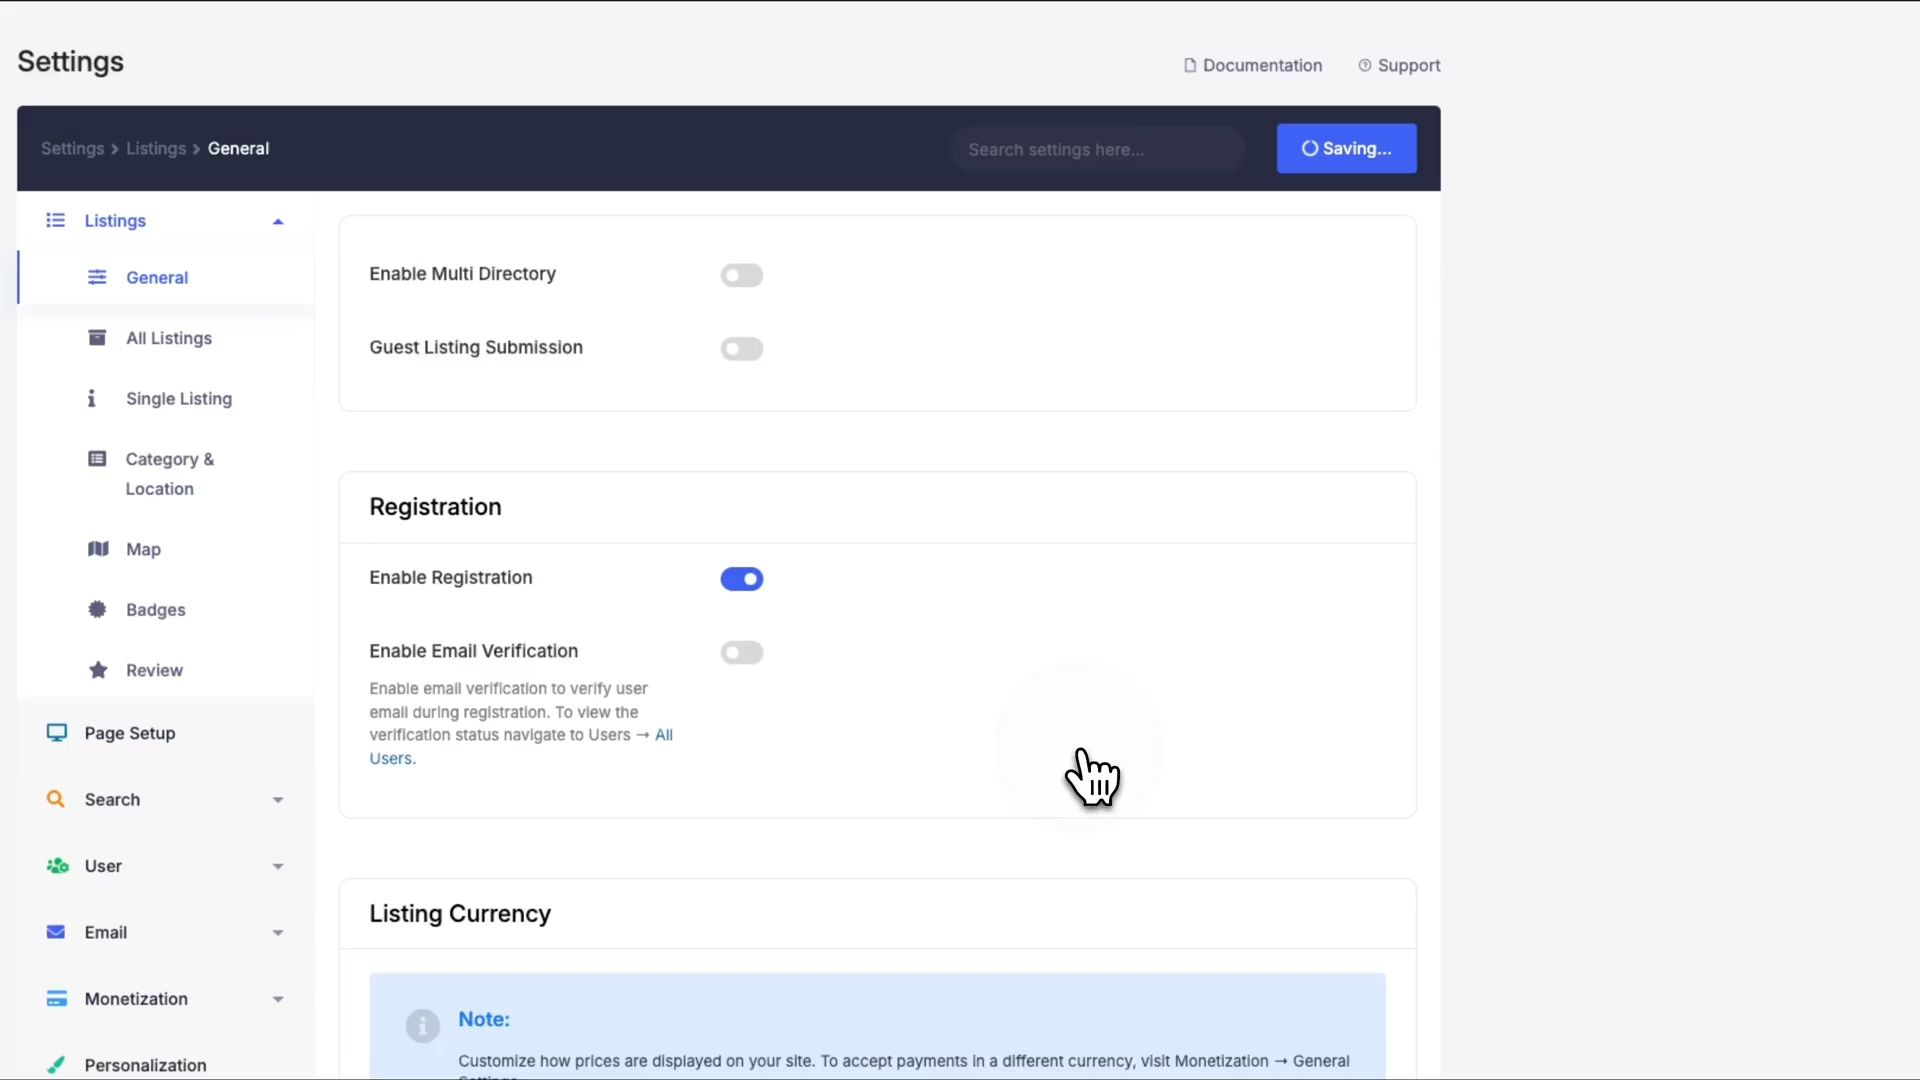 Settings
Documentation
Support
Settings > Listings > General
Search settings here...
Saving...
Listings
General
All Listings
Single Listing
Category &
Location
Map
Badges
Review
Page Setup
Search
User
Email
Monetization
Personalization
Enable Multi Directory
Guest Listing Submission
Registration
Enable Registration
Enable Email Verification
Enable email verification to verify user
email during registration. To view the
verification status navigate to Users → All
Users.
Listing Currency
Note:
Customize how prices are displayed on your site. To accept payments in a different currency, visit Monetization → General